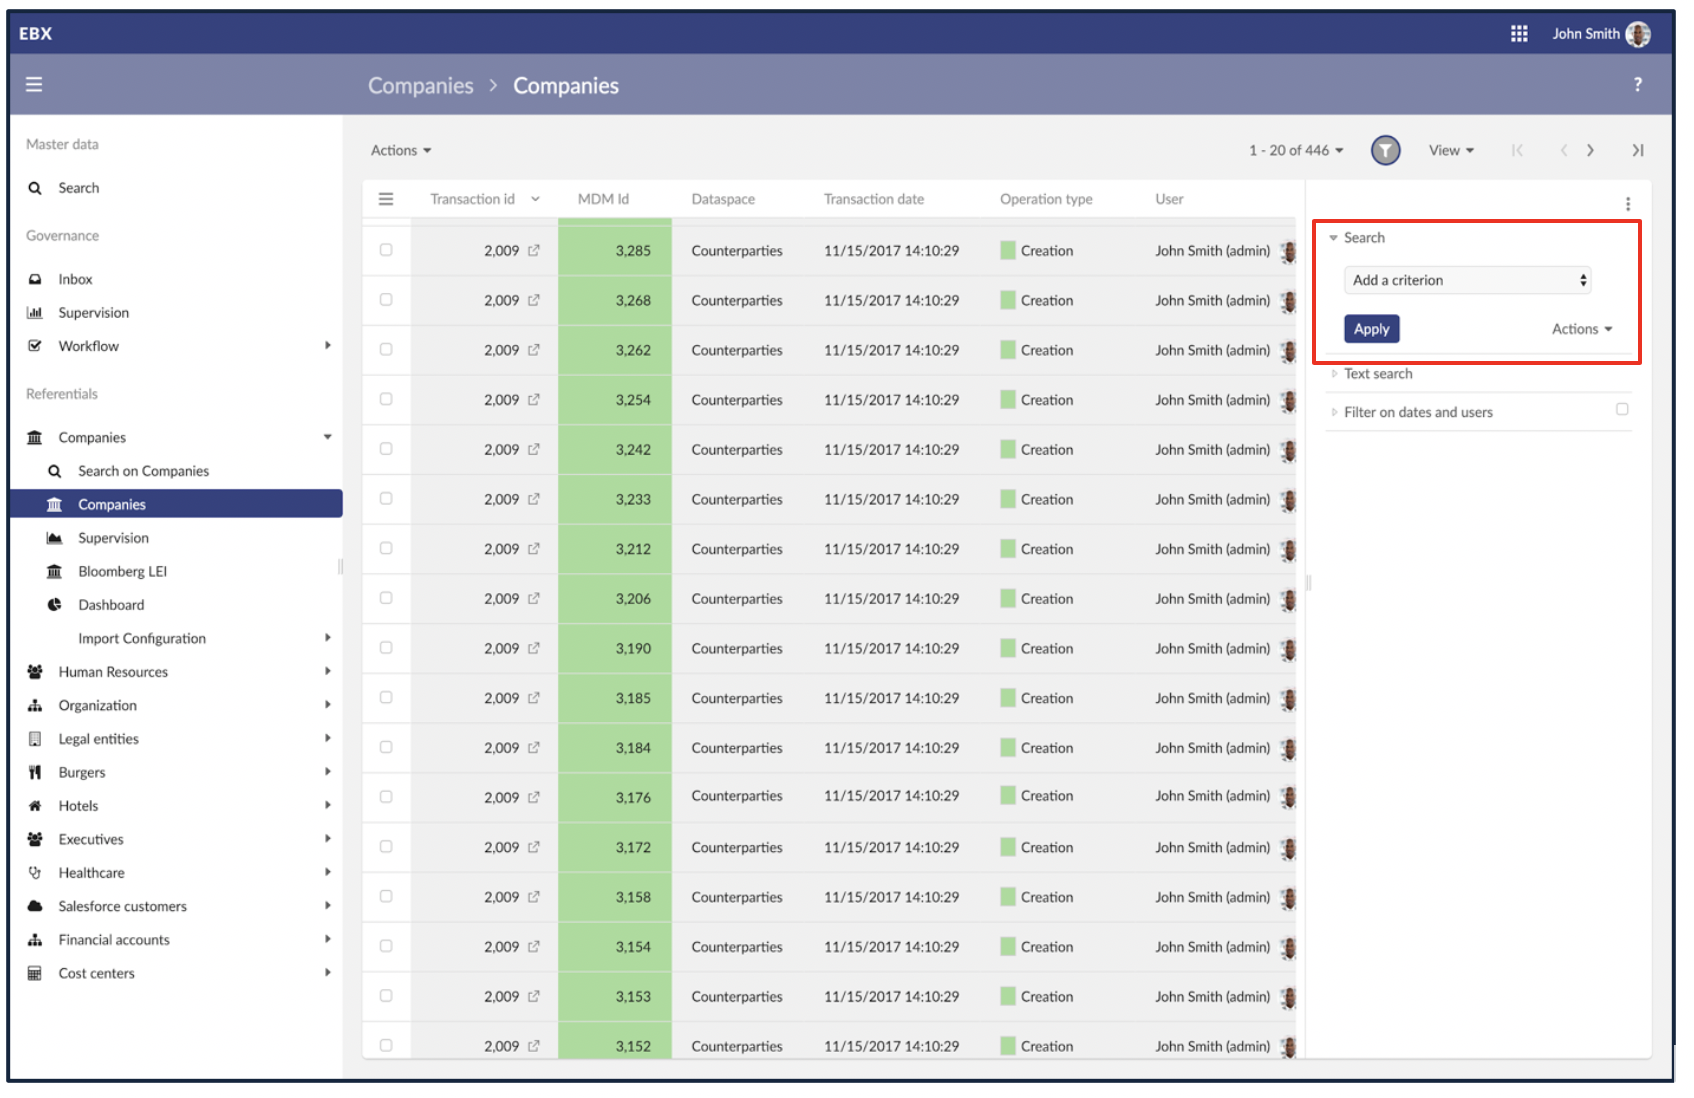 EBX
John Smith
Companies > Companies
?
Master data
Search
Governance
Inbox
Supervision
Workflow
Referentials
Companies
Search on Companies
Companies
Supervision
Bloomberg LEI
Dashboard
Import Configuration
Human Resources
Organization
Legal entities
Burgers
Hotels
Executives
Healthcare
Salesforce customers
Financial accounts
Cost centers
Actions
1 - 20 of 446
View
Transaction id MDM Id Dataspace Transaction date Operation type User
2,009 3,285 Counterparties 11/15/2017 14:10:29 Creation John Smith (admin)
2,009 3,268 Counterparties 11/15/2017 14:10:29 Creation John Smith (admin)
2,009 3,262 Counterparties 11/15/2017 14:10:29 Creation John Smith (admin)
2,009 3,254 Counterparties 11/15/2017 14:10:29 Creation John Smith (admin)
2,009 3,242 Counterparties 11/15/2017 14:10:29 Creation John Smith (admin)
2,009 3,233 Counterparties 11/15/2017 14:10:29 Creation John Smith (admin)
2,009 3,212 Counterparties 11/15/2017 14:10:29 Creation John Smith (admin)
2,009 3,206 Counterparties 11/15/2017 14:10:29 Creation John Smith (admin)
2,009 3,190 Counterparties 11/15/2017 14:10:29 Creation John Smith (admin)
2,009 3,185 Counterparties 11/15/2017 14:10:29 Creation John Smith (admin)
2,009 3,184 Counterparties 11/15/2017 14:10:29 Creation John Smith (admin)
2,009 3,176 Counterparties 11/15/2017 14:10:29 Creation John Smith (admin)
2,009 3,172 Counterparties 11/15/2017 14:10:29 Creation John Smith (admin)
2,009 3,158 Counterparties 11/15/2017 14:10:29 Creation John Smith (admin)
2,009 3,154 Counterparties 11/15/2017 14:10:29 Creation John Smith (admin)
2,009 3,153 Counterparties 11/15/2017 14:10:29 Creation John Smith (admin)
2,009 3,152 Counterparties 11/15/2017 14:10:29 Creation John Smith (admin)
Search
Add a criterion
Apply
Actions
Text search
Filter on dates and users